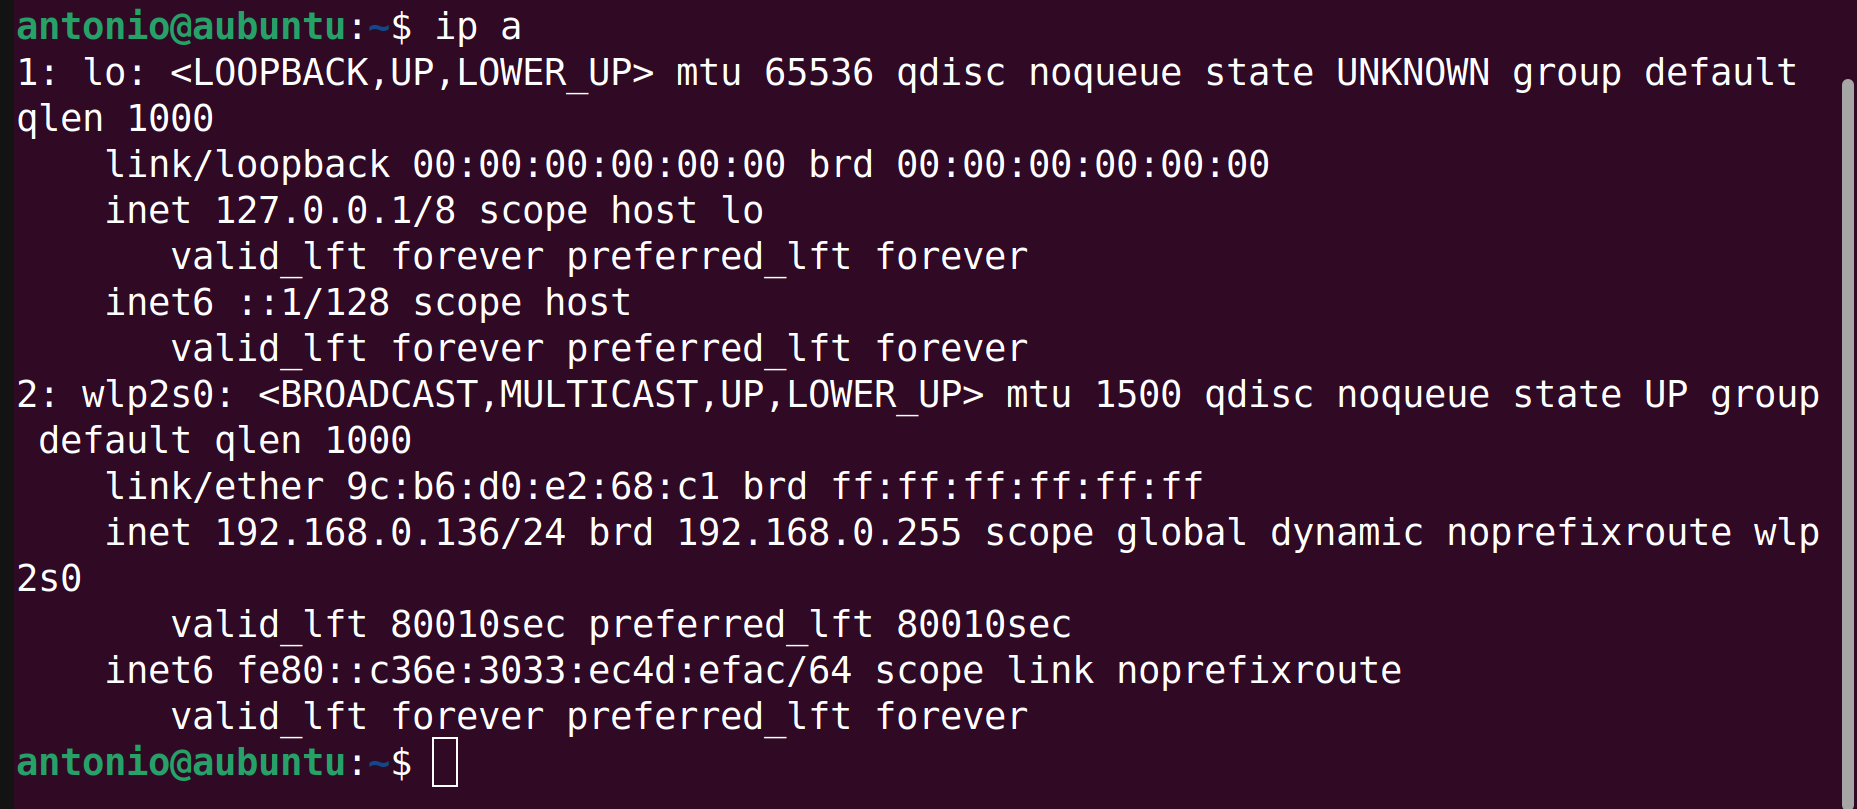 antonio@aubuntu:~$ ip a
1: lo: <LOOPBACK,UP,LOWER_UP> mtu 65536 qdisc noqueue state UNKNOWN group default
qlen 1000
    link/loopback 00:00:00:00:00:00 brd 00:00:00:00:00:00
    inet 127.0.0.1/8 scope host lo
       valid_lft forever preferred_lft forever
    inet6 ::1/128 scope host
       valid_lft forever preferred_lft forever
2: wlp2s0: <BROADCAST,MULTICAST,UP,LOWER_UP> mtu 1500 qdisc noqueue state UP group
 default qlen 1000
    link/ether 9c:b6:d0:e2:68:c1 brd ff:ff:ff:ff:ff:ff
    inet 192.168.0.136/24 brd 192.168.0.255 scope global dynamic noprefixroute wlp
2s0
       valid_lft 80010sec preferred_lft 80010sec
    inet6 fe80::c36e:3033:ec4d:efac/64 scope link noprefixroute
       valid_lft forever preferred_lft forever
antonio@aubuntu:~$